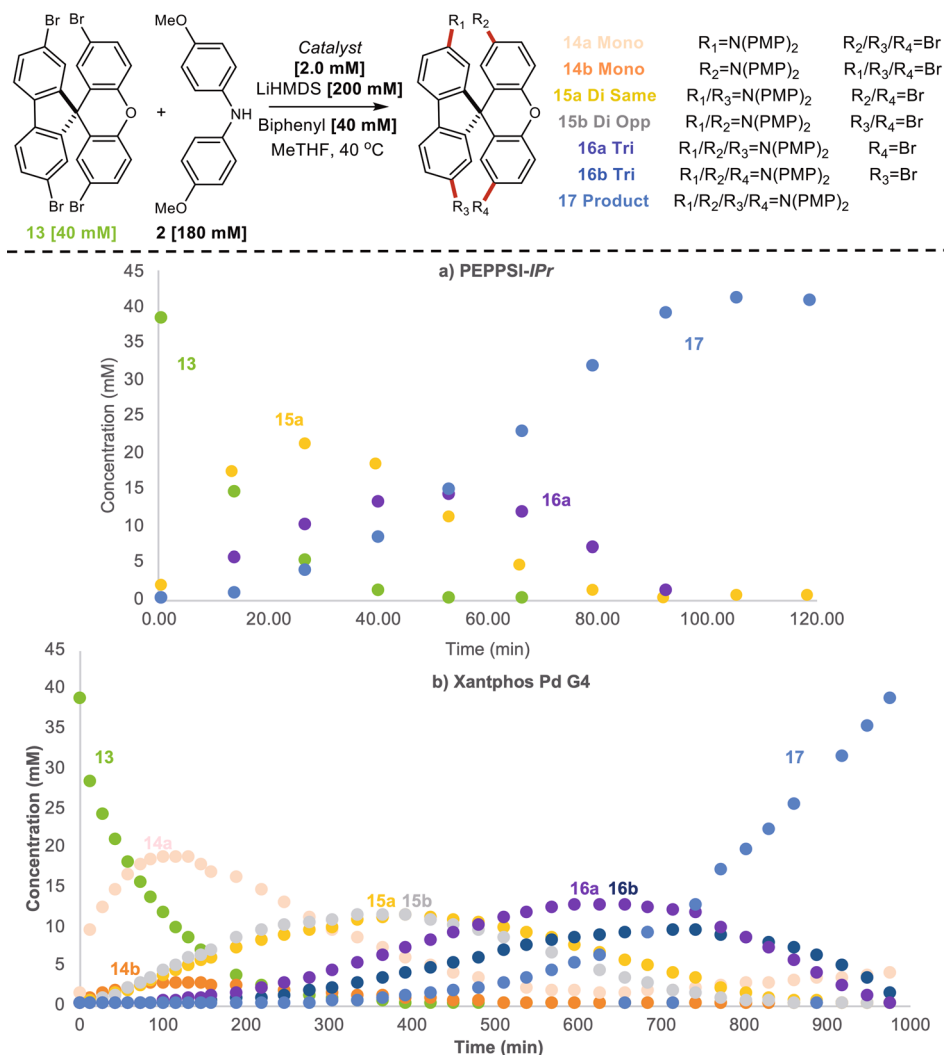 Br Br R1 R2
MeO
Catalyst
[2.0 mM]
LiHMDS [200 mM]
Biphenyl [40 mM]
MeTHF, 40 °C
O + NH O
Br Br MeO R3 R4
13 [40 mM] 2 [180 mM]
14a Mono R1=N(PMP)2 R2/R3/R4=Br
14b Mono R2=N(PMP)2 R1/R3/R4=Br
15a Di Same R1/R3=N(PMP)2 R2/R4=Br
15b Di Opp R1/R2=N(PMP)2 R3/R4=Br
16a Tri R1/R2/R3=N(PMP)2 R4=Br
16b Tri R1/R2/R4=N(PMP)2 R3=Br
17 Product R1/R2/R3/R4=N(PMP)2
a) PEPPSI-IPr
Concentration (mM)
45
40
35
30
25
20
15
10
5
0
13
15a
16a
17
0.00 20.00 40.00 60.00 80.00 100.00 120.00
Time (min)
b) Xantphos Pd G4
Concentration (mM)
45
40
35
30
25
20
15
10
5
0
13
14a
14b
15a 15b
16a 16b
17
0 100 200 300 400 500 600 700 800 900 1000
Time (min)